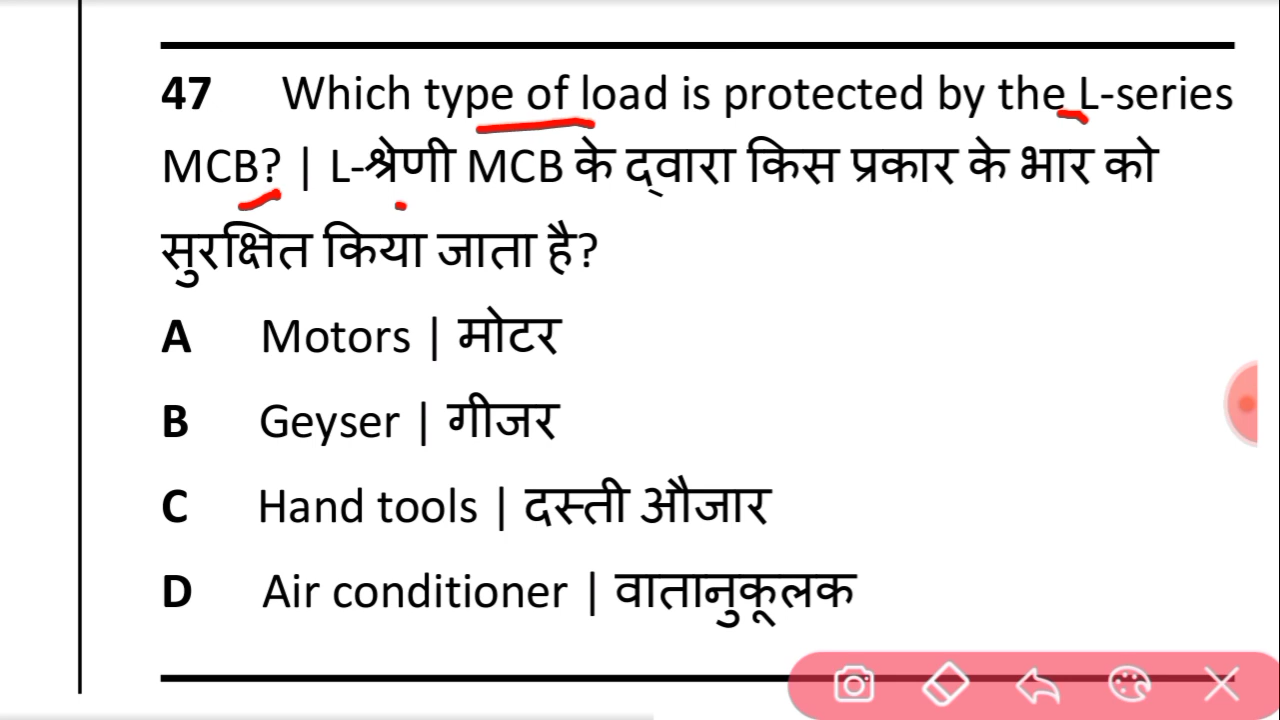 47 Which type of load is protected by the L-series
MCB? | L-श्रेणी MCB के द्वारा किस प्रकार के भार को
सुरक्षित किया जाता है?
A Motors | मोटर
B Geyser | गीजर
C Hand tools | दस्ती औजार
D Air conditioner | वातानुकूलक